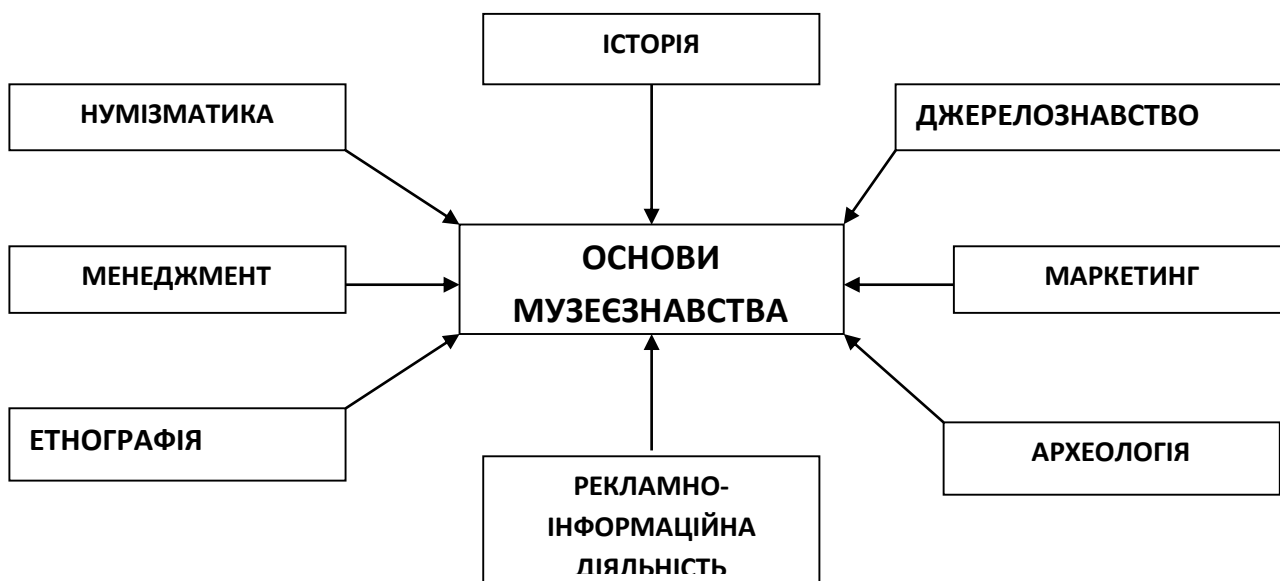 ІСТОРІЯ
НУМІЗМАТИКА
ДЖЕРЕЛОЗНАВСТВО
ОСНОВИ
МУЗЕЄЗНАВСТВА
МЕНЕДЖМЕНТ
МАРКЕТИНГ
ЕТНОГРАФІЯ
АРХЕОЛОГІЯ
РЕКЛАМНО-
ІНФОРМАЦІЙНА
ДІЯЛЬНІСТЬ